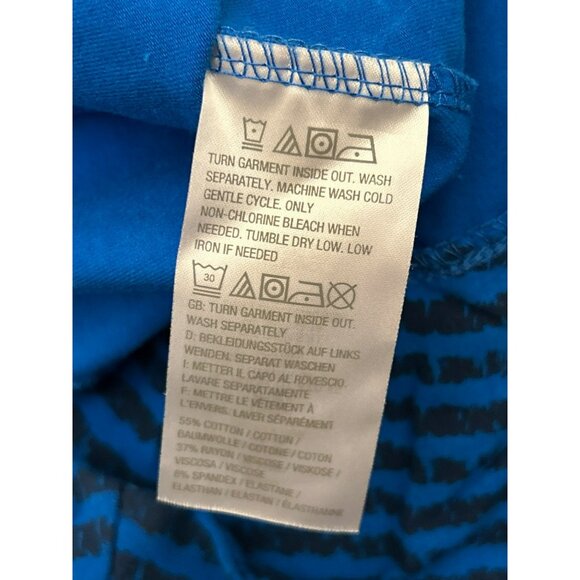 TURN GARMENT INSIDE OUT. WASH
SEPARATELY. MACHINE WASH COLD
GENTLE CYCLE. ONLY
NON-CHLORINE BLEACH WHEN
NEEDED. TUMBLE DRY LOW. LOW
IRON IF NEEDED
30
GB: TURN GARMENT INSIDE OUT.
WASH SEPARATELY
D: BEKLEIDUNGSSTÜCK AUF LINKS
WENDEN. SEPARAT WASCHEN
I: METTER IL CAPO AL ROVESCIO.
LAVARE SEPARATAMENTE
F: METTRE LE VÊTEMENT À
L'ENVERS. LAVER SÉPARÉMENT
55% COTTON / COTTON /
BAUMWOLLE / COTONE / COTON
37% RAYON / VISCOSE / VISKOSE /
VISCOSA / VISCOSE
8% SPANDEX / ELASTANE /
ELASTHAN / ELASTAN / ÉLASTHANNE